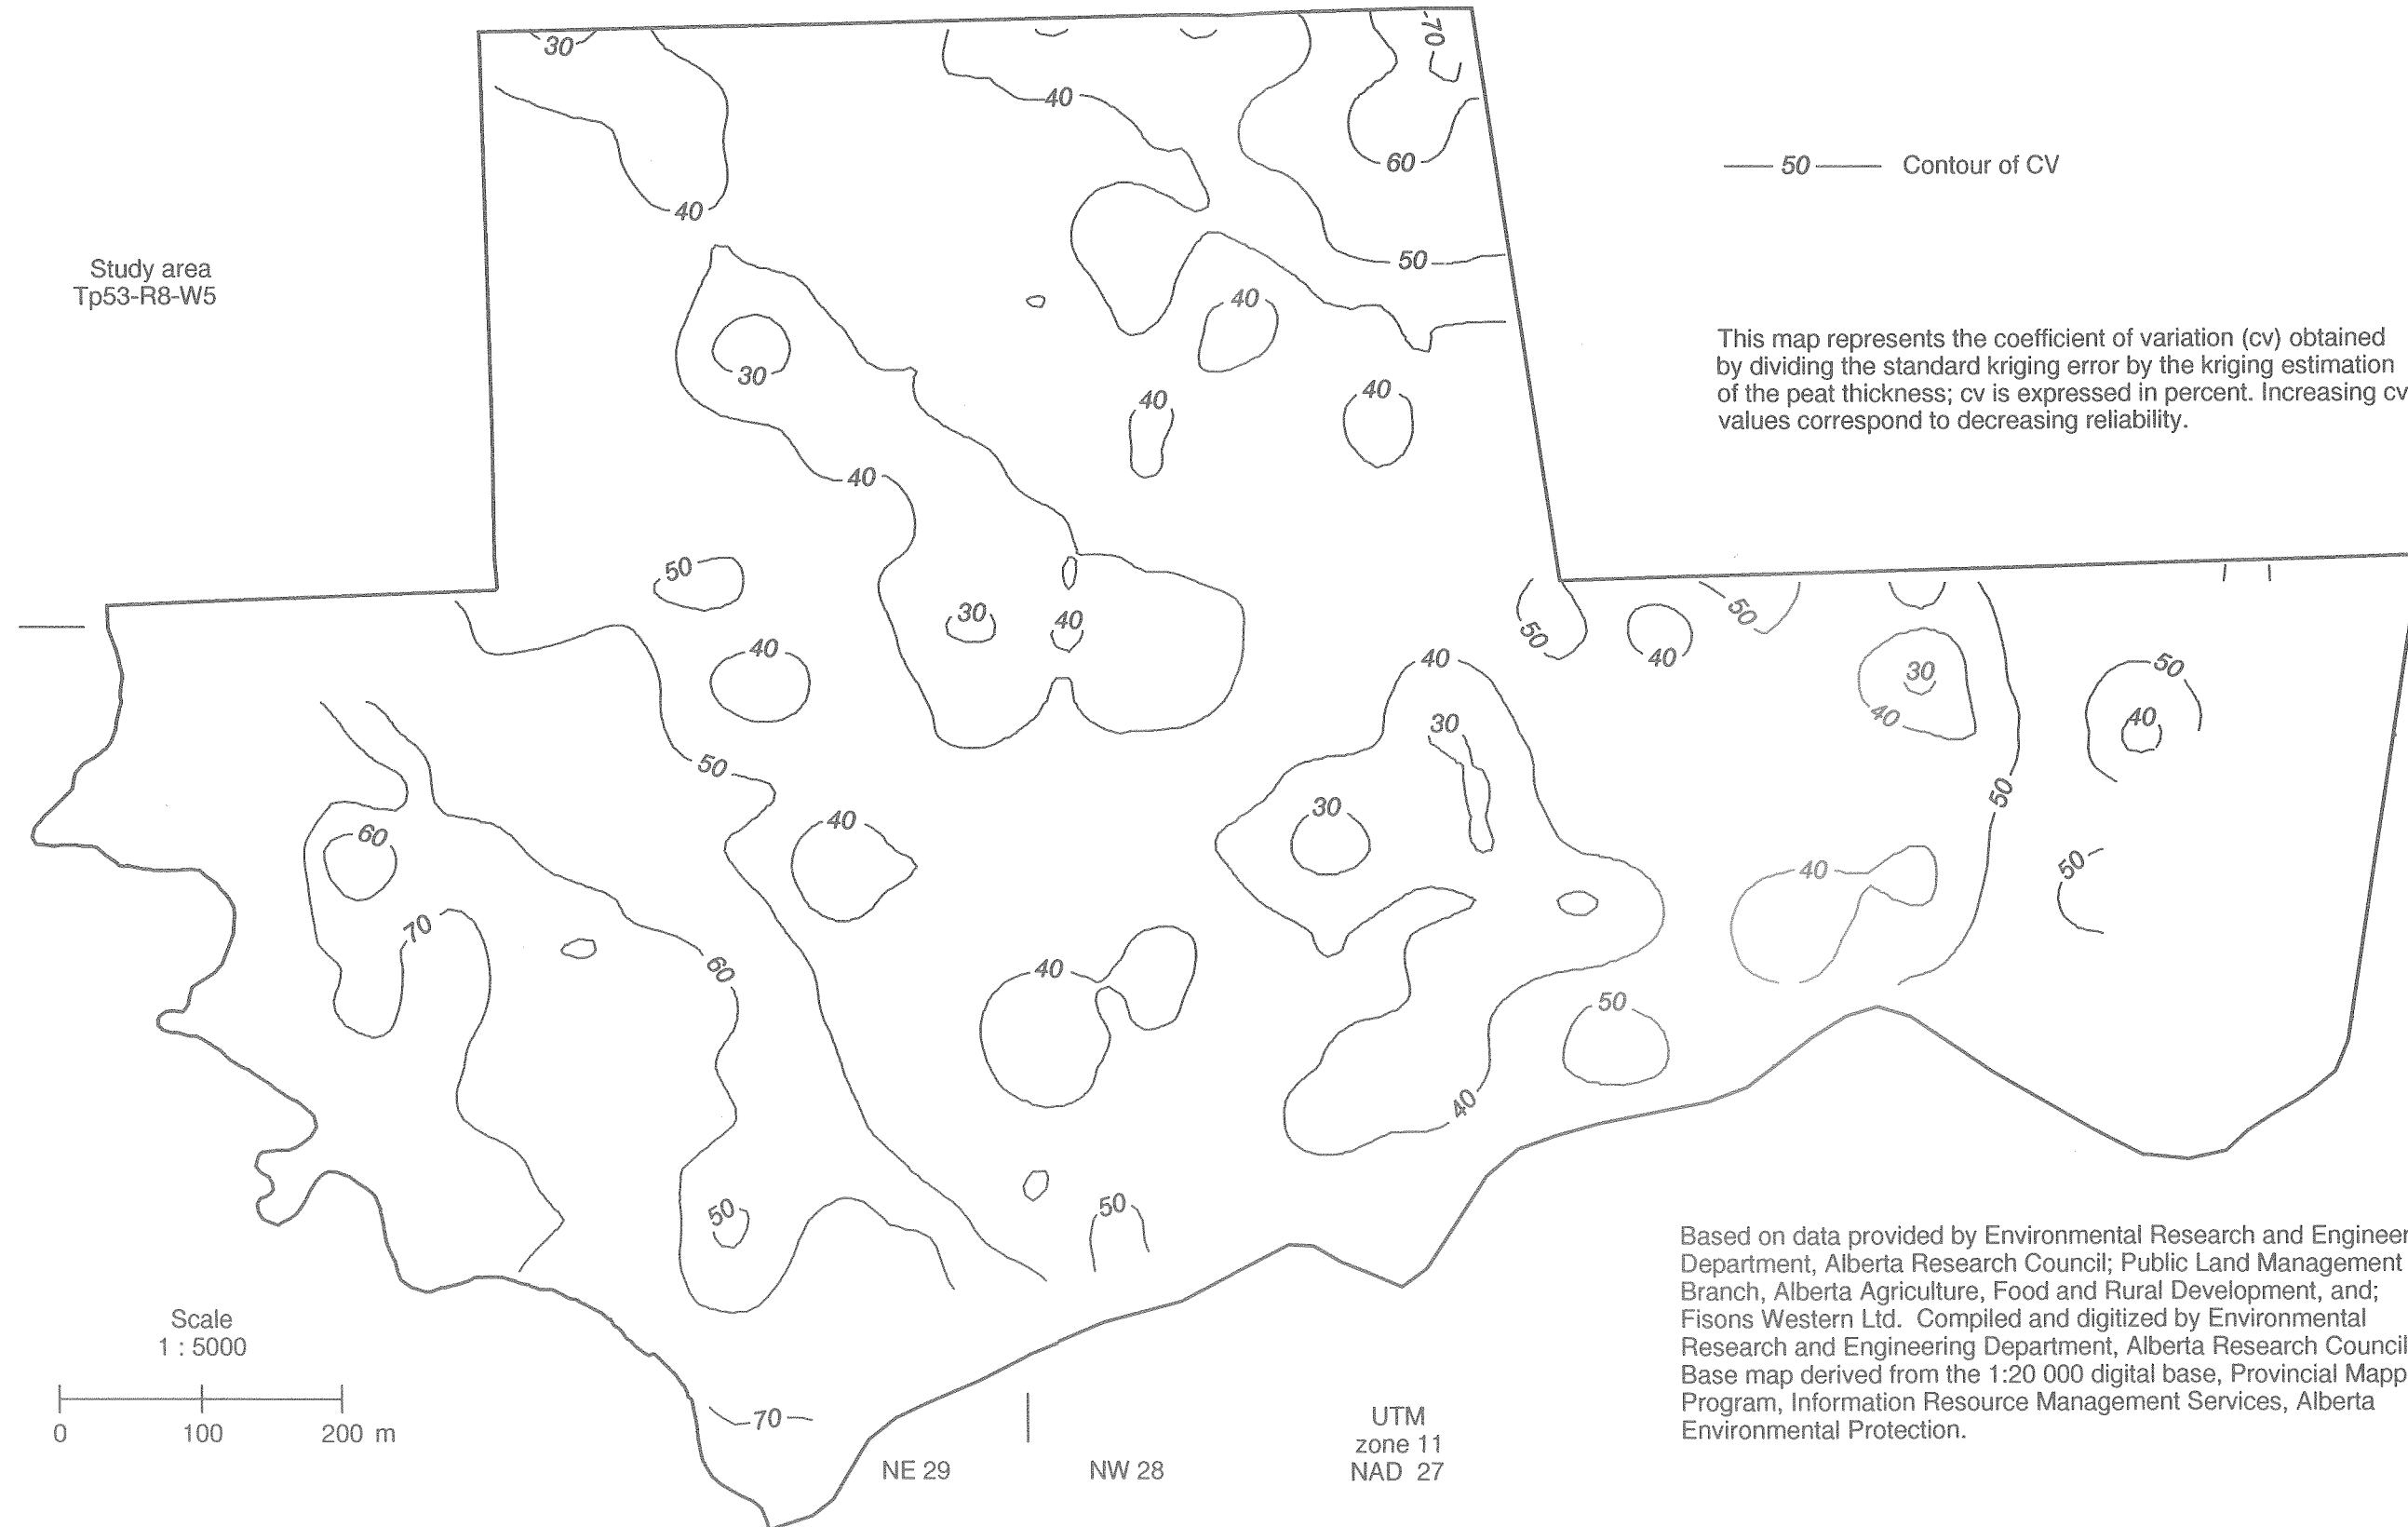 30
70
40
60
50
Contour of CV
40
Study area
Tp53-R8-W5
50
40
This map represents the coefficient of variation (cv) obtained
by dividing the standard kriging error by the kriging estimation
of the peat thickness; cv is expressed in percent. Increasing cv
values correspond to decreasing reliability.
30
40
40
40
50
30
40
50
50
40
40
40
30
50
30
40
40
50
30
50
40
30
60
50
40
50
70
60
40
50
40
50
50
Based on data provided by Environmental Research and Engineer
Department, Alberta Research Council; Public Land Management
Branch, Alberta Agriculture, Food and Rural Development, and;
Fisons Western Ltd. Compiled and digitized by Environmental
Research and Engineering Department, Alberta Research Council
Base map derived from the 1:20 000 digital base, Provincial Mapp
Program, Information Resource Management Services, Alberta
Environmental Protection.
Scale
1 : 5000
0 100 200 m
70
NE 29
NW 28
UTM
zone 11
NAD 27